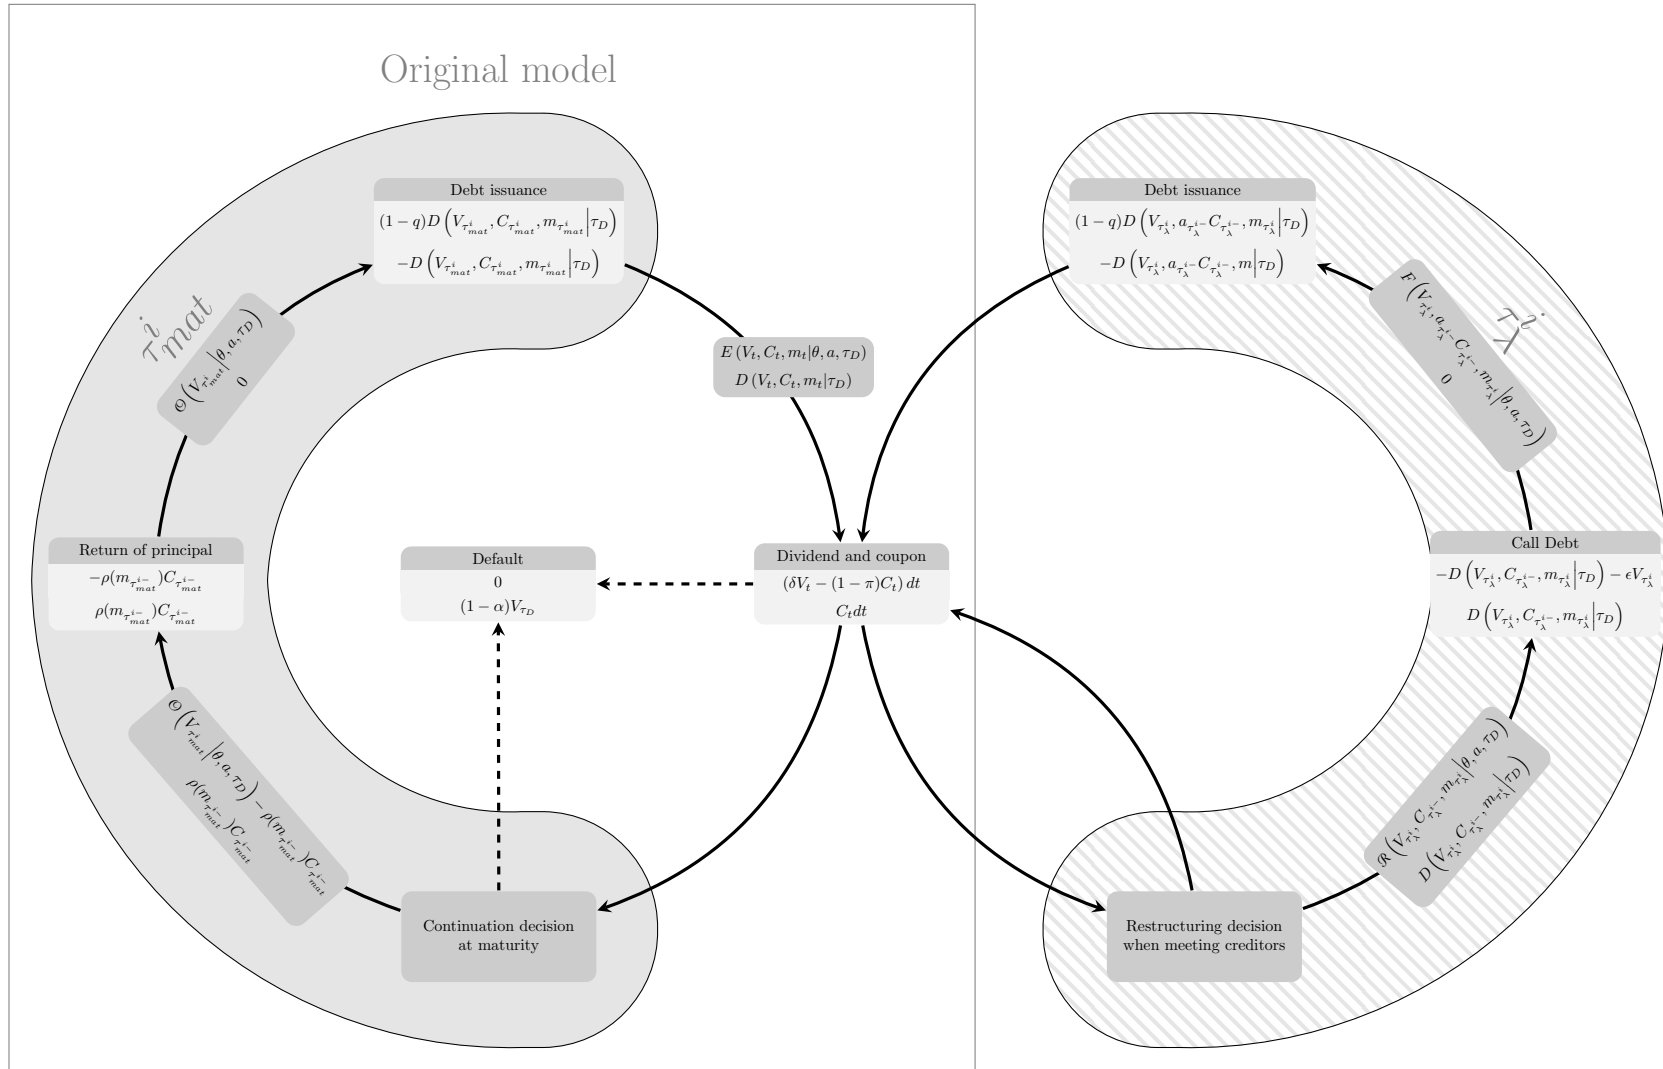 Original model
τ^i_{mat}
Debt issuance
(1 − q)D (V_{τ^i_{mat}}, C_{τ^i_{mat}}, m_{τ^i_{mat}} | τ_D)
−D (V_{τ^i_{mat}}, C_{τ^i_{mat}}, m_{τ^i_{mat}} | τ_D)
Debt issuance
(1 − q)D (V_{τ^i_λ}, a_{τ^{i−}_λ} C_{τ^{i−}_λ}, m_{τ^i_λ} | τ_D)
−D (V_{τ^i_λ}, a_{τ^{i−}_λ} C_{τ^{i−}_λ}, m | τ_D)
τ^i_λ
𝒪 (V_{τ^i_{mat}} | θ, a, τ_D)
0
E (V_t, C_t, m_t | θ, a, τ_D)
D (V_t, C_t, m_t | τ_D)
F (V_{τ^i_λ}, a_{τ^{i−}_λ} C_{τ^{i−}_λ}, m_{τ^i_λ} | θ, a, τ_D)
0
Return of principal
−ρ(m_{τ^{i−}_{mat}})C_{τ^{i−}_{mat}}
ρ(m_{τ^{i−}_{mat}})C_{τ^{i−}_{mat}}
Default
0
(1 − α)V_{τ_D}
Dividend and coupon
(δV_t − (1 − π)C_t) dt
C_t dt
Call Debt
−D (V_{τ^i_λ}, C_{τ^{i−}_λ}, m_{τ^i_λ} | τ_D) − ϵV_{τ^i_λ}
D (V_{τ^i_λ}, C_{τ^{i−}_λ}, m_{τ^i_λ} | τ_D)
𝒪 (V_{τ^i_{mat}} | θ, a, τ_D) − ρ(m_{τ^{i−}_{mat}})C_{τ^{i−}_{mat}}
ρ(m_{τ^{i−}_{mat}})C_{τ^{i−}_{mat}}
ℛ (V_{τ^i_λ}, C_{τ^{i−}_λ}, m_{τ^i_λ} | θ, a, τ_D)
D (V_{τ^i_λ}, C_{τ^{i−}_λ}, m_{τ^i_λ} | τ_D)
Continuation decision
at maturity
Restructuring decision
when meeting creditors